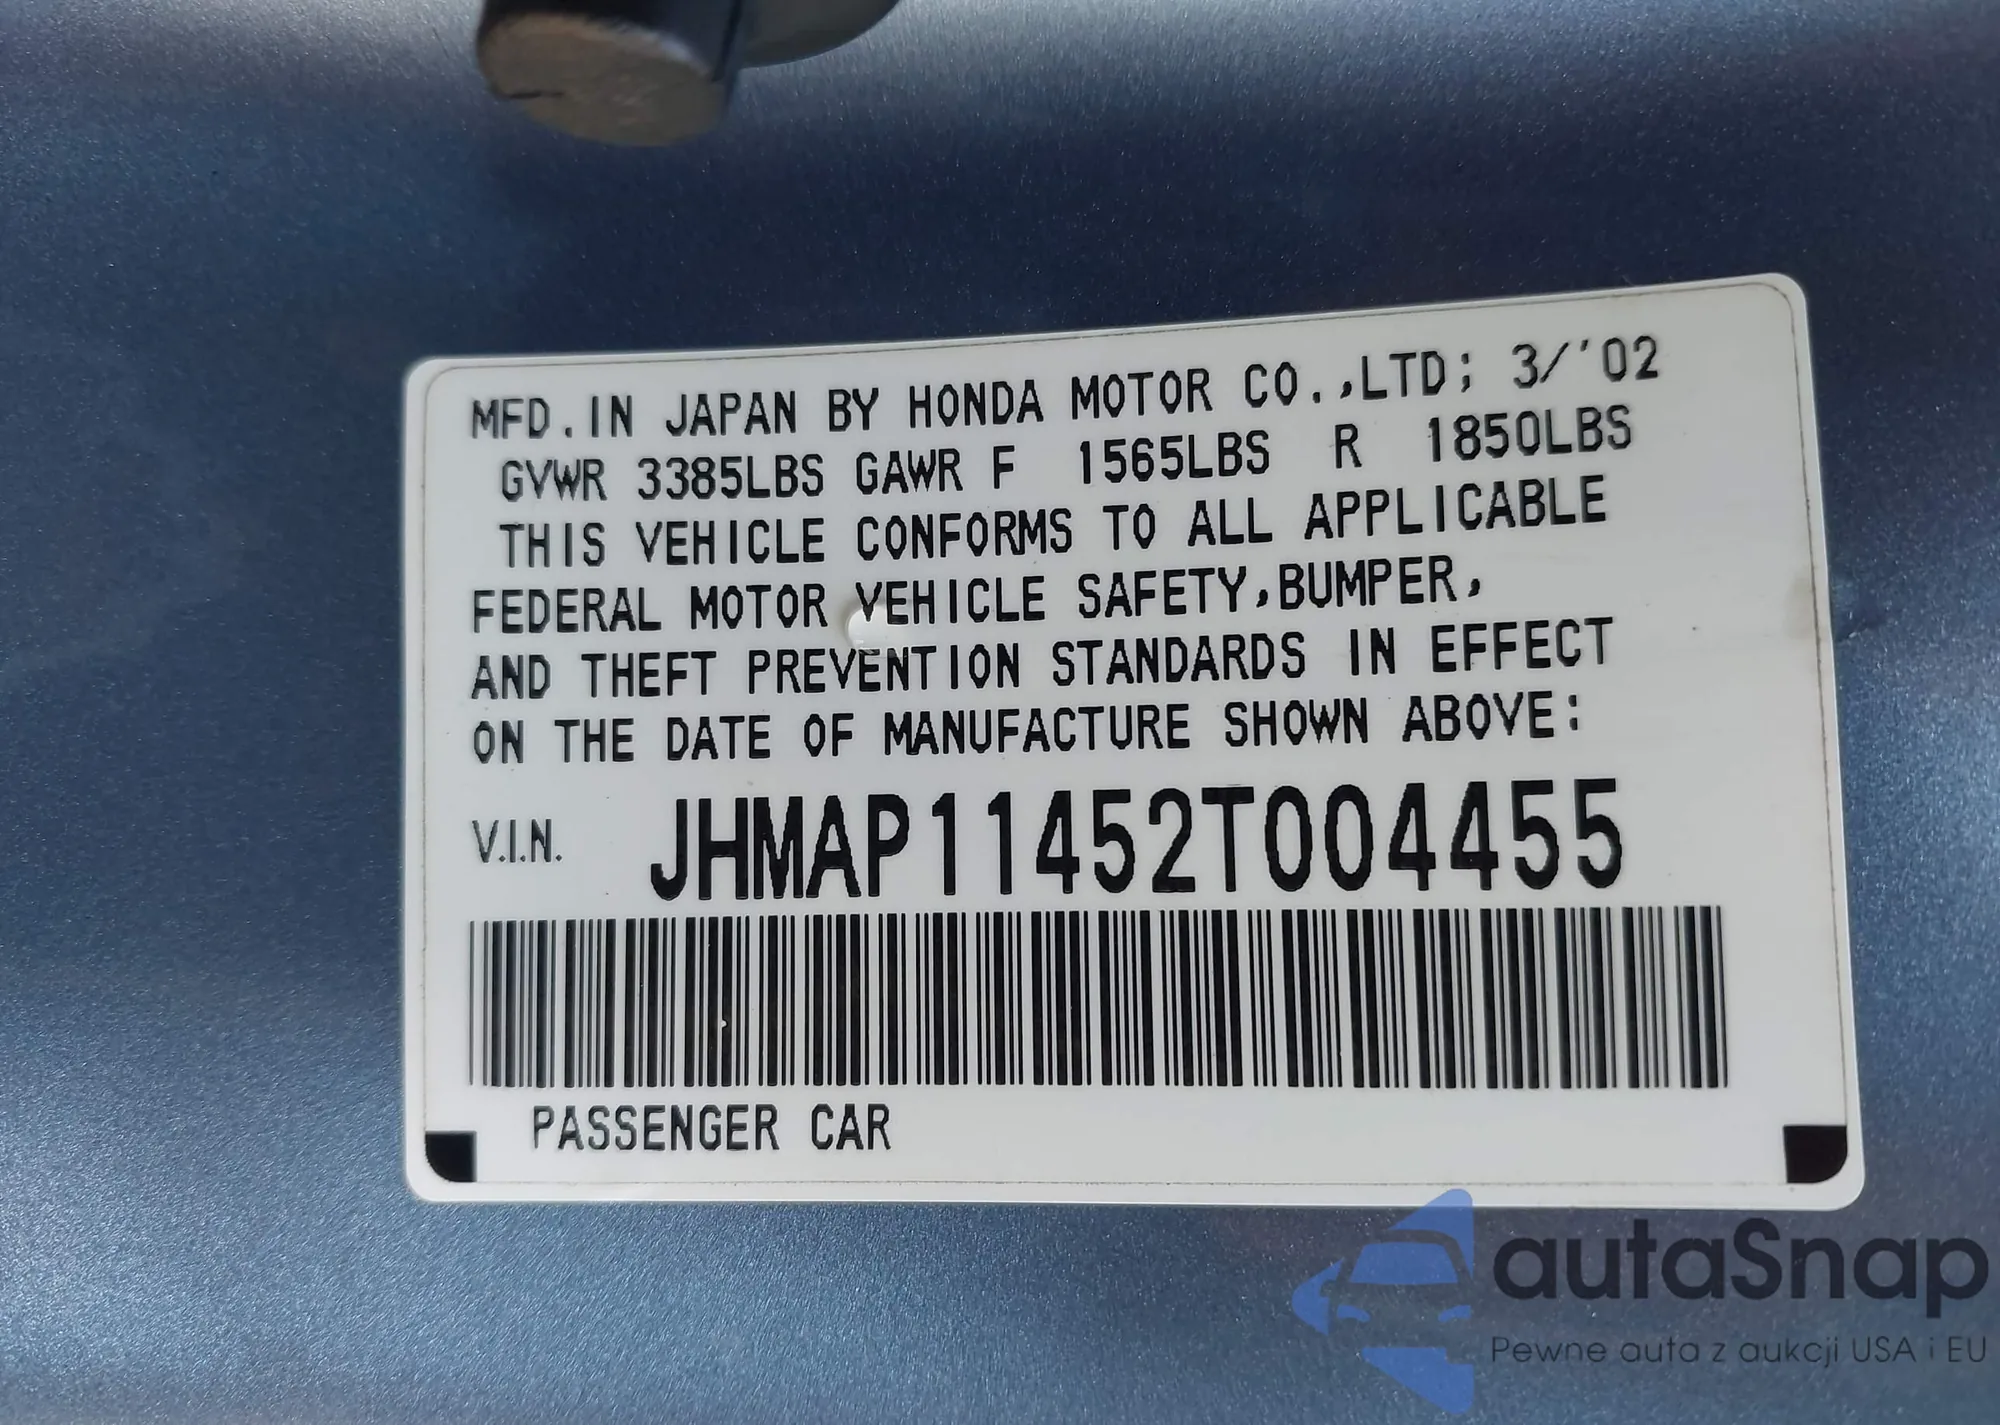 MFD.IN JAPAN BY HONDA MOTOR CO.,LTD; 3/'02
GVWR 3385LBS GAWR F 1565LBS R 1850LBS
THIS VEHICLE CONFORMS TO ALL APPLICABLE
FEDERAL MOTOR VEHICLE SAFETY,BUMPER,
AND THEFT PREVENTION STANDARDS IN EFFECT
ON THE DATE OF MANUFACTURE SHOWN ABOVE:
V.I.N. JHMAP11452T004455
PASSENGER CAR
autaSnap
Pewne auta z aukcji USA i EU